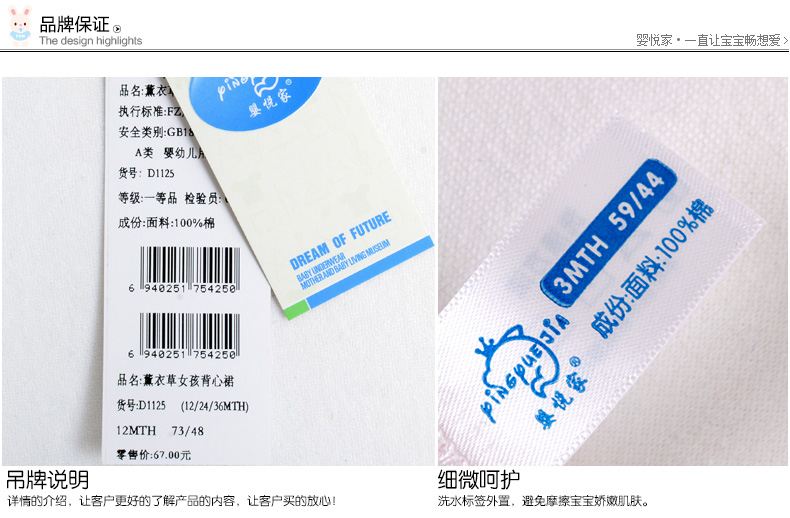 品牌保证
The design highlights
婴悦家•一直让宝宝畅想爱
品名:薰衣草
执行标准:FZ/
安全类别:GB18
A类 婴幼儿用
货号: D1125
等级:一等品 检验员:
成份:面料:100%棉
6 940251 754250
6 940251 754250
品名:薰衣草女孩背心裙
货号:D1125 (12/24/36MTH)
12MTH 73/48
零售价:67.00元
婴悦家®
DREAM OF FUTURE
BABY UNDERWEAR
MOTHER AND BABY LIVING MUSEUM
3MTH 59/44
成份:面料:100%棉
PINGYUEJIA®
婴悦家
吊牌说明
详情的介绍，让客户更好的了解产品的内容，让客户买的放心！
细微呵护
洗水标签外置，避免摩擦宝宝娇嫩肌肤。